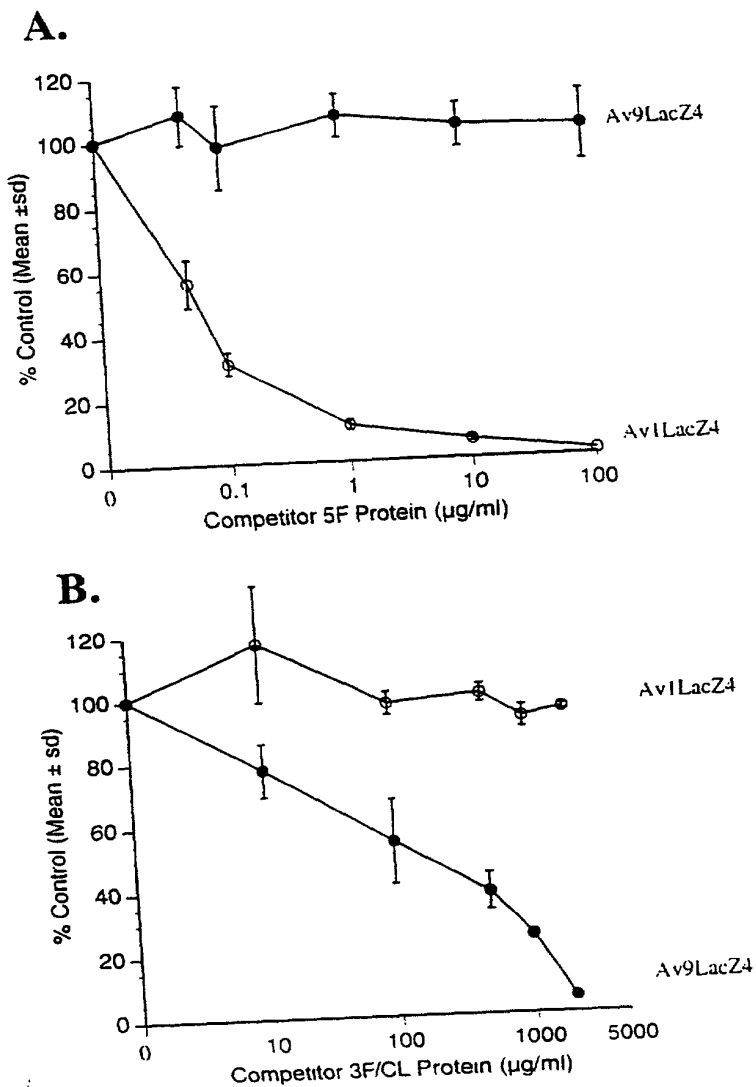 A.
120
100
80
60
40
20
0
% Control (Mean ±sd)
Av9LacZ4
Av1LacZ4
0 0.1 1 10 100
Competitor 5F Protein (µg/ml)
B.
120
100
80
60
40
20
0
% Control (Mean ± sd)
Av1LacZ4
Av9LacZ4
0 10 100 1000 5000
Competitor 3F/CL Protein (µg/ml)